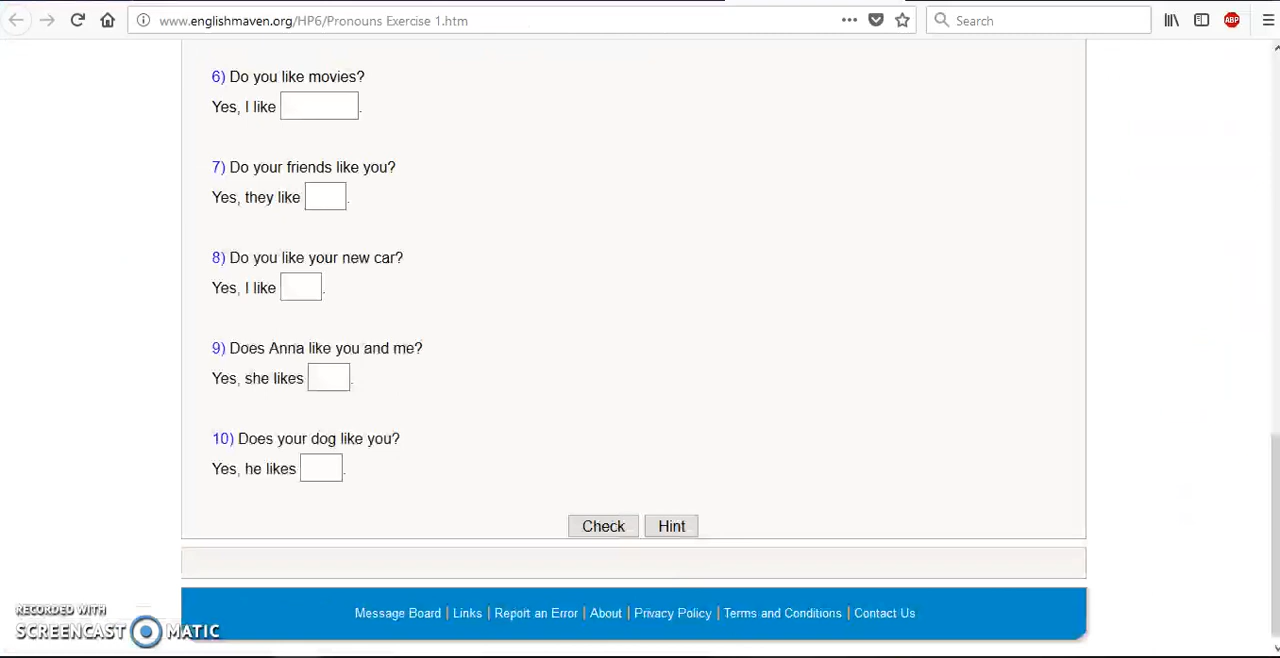 www.englishmaven.org/HP6/Pronouns Exercise 1.htm
Search
ABP
6) Do you like movies?
Yes, I like .
7) Do your friends like you?
Yes, they like .
8) Do you like your new car?
Yes, I like .
9) Does Anna like you and me?
Yes, she likes .
10) Does your dog like you?
Yes, he likes .
Check Hint
Message Board | Links | Report an Error | About | Privacy Policy | Terms and Conditions | Contact Us
RECORDED WITH
SCREENCAST MATIC